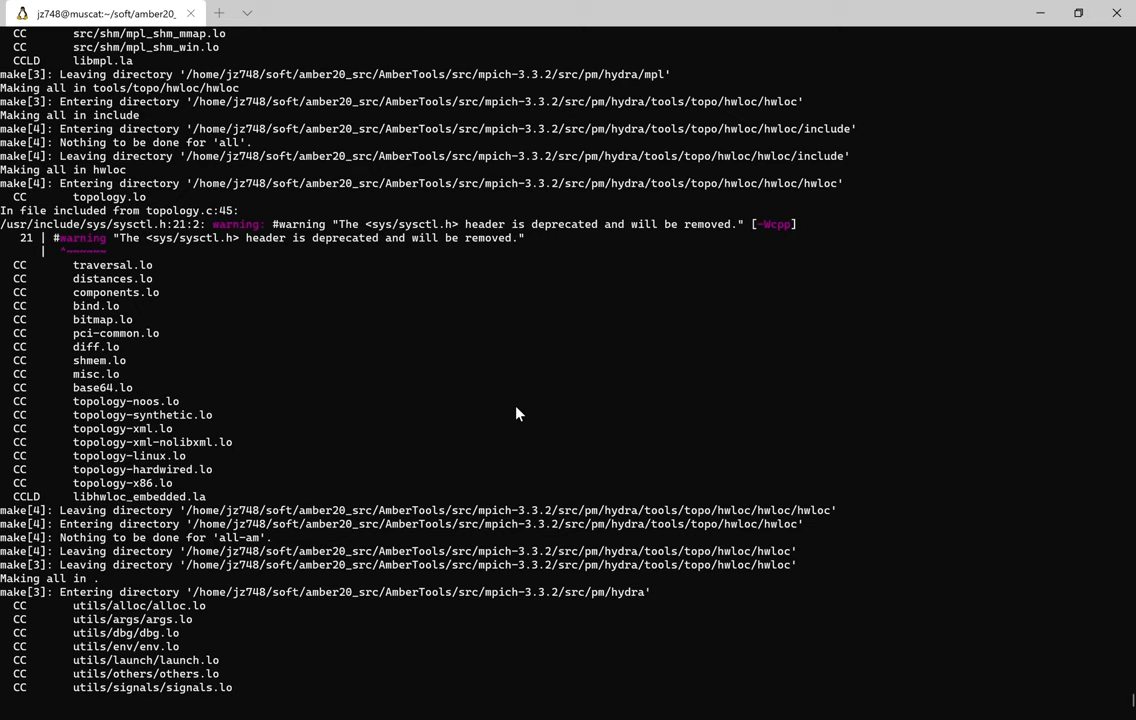 jz748@muscat:~/soft/amber20_
CC src/shm/mpl_shm_mmap.lo
CC src/shm/mpl_shm_win.lo
CCLD libmpl.la
make[3]: Leaving directory '/home/jz748/soft/amber20_src/AmberTools/src/mpich-3.3.2/src/pm/hydra/mpl'
Making all in tools/topo/hwloc/hwloc
make[3]: Entering directory '/home/jz748/soft/amber20_src/AmberTools/src/mpich-3.3.2/src/pm/hydra/tools/topo/hwloc/hwloc'
Making all in include
make[4]: Entering directory '/home/jz748/soft/amber20_src/AmberTools/src/mpich-3.3.2/src/pm/hydra/tools/topo/hwloc/hwloc/include'
make[4]: Nothing to be done for 'all'.
make[4]: Leaving directory '/home/jz748/soft/amber20_src/AmberTools/src/mpich-3.3.2/src/pm/hydra/tools/topo/hwloc/hwloc/include'
Making all in hwloc
make[4]: Entering directory '/home/jz748/soft/amber20_src/AmberTools/src/mpich-3.3.2/src/pm/hydra/tools/topo/hwloc/hwloc/hwloc'
CC topology.lo
In file included from topology.c:45:
/usr/include/sys/sysctl.h:21:2: warning: #warning "The <sys/sysctl.h> header is deprecated and will be removed." [-Wcpp]
21 | #warning "The <sys/sysctl.h> header is deprecated and will be removed."
| ^~~~~~~
CC traversal.lo
CC distances.lo
CC components.lo
CC bind.lo
CC bitmap.lo
CC pci-common.lo
CC diff.lo
CC shmem.lo
CC misc.lo
CC base64.lo
CC topology-noos.lo
CC topology-synthetic.lo
CC topology-xml.lo
CC topology-xml-nolibxml.lo
CC topology-linux.lo
CC topology-hardwired.lo
CC topology-x86.lo
CCLD libhwloc_embedded.la
make[4]: Leaving directory '/home/jz748/soft/amber20_src/AmberTools/src/mpich-3.3.2/src/pm/hydra/tools/topo/hwloc/hwloc/hwloc'
make[4]: Entering directory '/home/jz748/soft/amber20_src/AmberTools/src/mpich-3.3.2/src/pm/hydra/tools/topo/hwloc/hwloc'
make[4]: Nothing to be done for 'all-am'.
make[4]: Leaving directory '/home/jz748/soft/amber20_src/AmberTools/src/mpich-3.3.2/src/pm/hydra/tools/topo/hwloc/hwloc'
make[3]: Leaving directory '/home/jz748/soft/amber20_src/AmberTools/src/mpich-3.3.2/src/pm/hydra/tools/topo/hwloc/hwloc'
Making all in .
make[3]: Entering directory '/home/jz748/soft/amber20_src/AmberTools/src/mpich-3.3.2/src/pm/hydra'
CC utils/alloc/alloc.lo
CC utils/args/args.lo
CC utils/dbg/dbg.lo
CC utils/env/env.lo
CC utils/launch/launch.lo
CC utils/others/others.lo
CC utils/signals/signals.lo